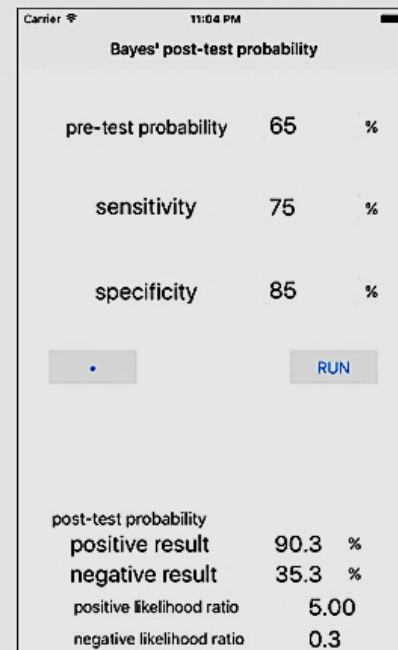 Carrier 11:04 PM
Bayes' post-test probability
pre-test probability 65 %
sensitivity 75 %
specificity 85 %
RUN
post-test probability
positive result 90.3 %
negative result 35.3 %
positive likelihood ratio 5.00
negative likelihood ratio 0.3